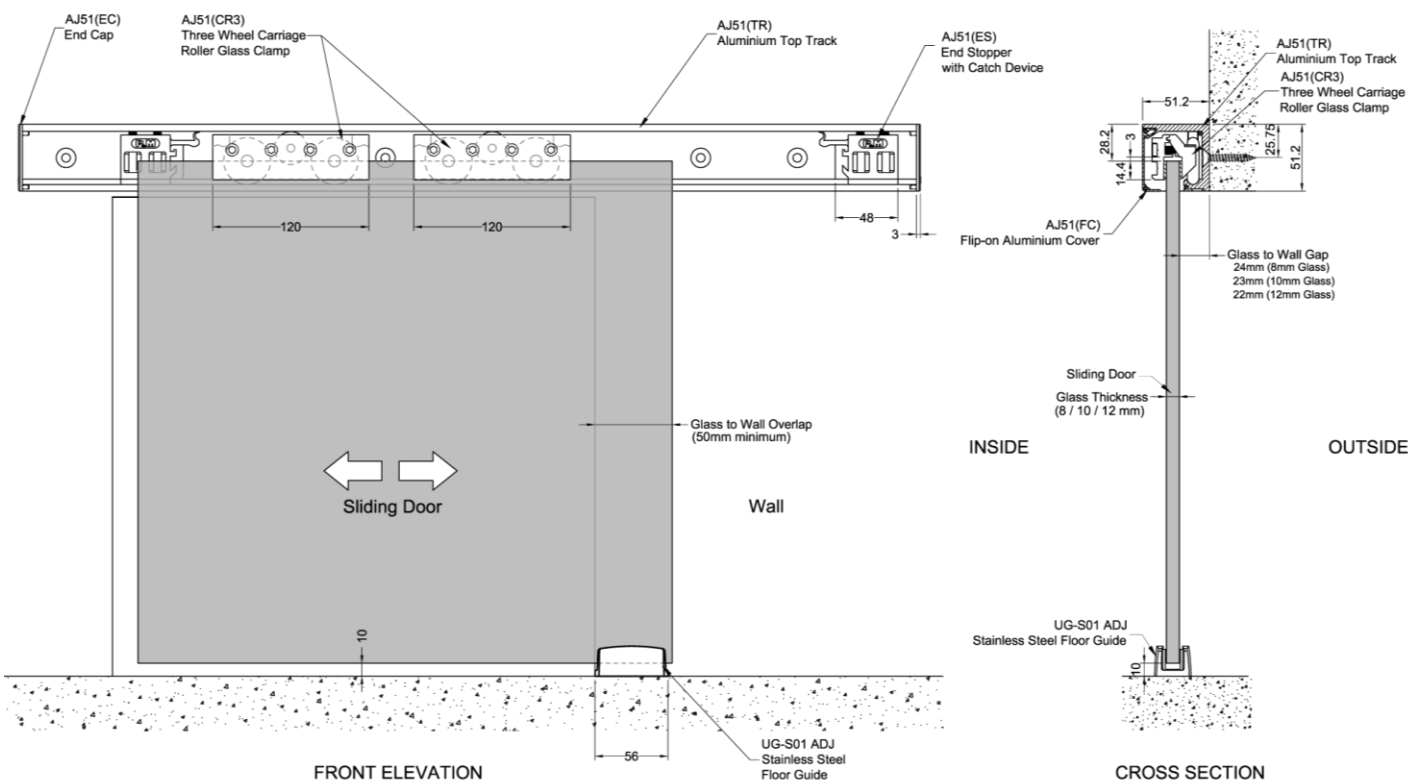 AJ51(EC)
End Cap
AJ51(CR3)
Three Wheel Carriage
Roller Glass Clamp
AJ51(TR)
Aluminium Top Track
AJ51(ES)
End Stopper
with Catch Device
120
120
48
3
Glass to Wall Overlap
(50mm minimum)
Sliding Door
Wall
10
56
UG-S01 ADJ
Stainless Steel
Floor Guide
FRONT ELEVATION
AJ51(TR)
Aluminium Top Track
AJ51(CR3)
Three Wheel Carriage
Roller Glass Clamp
51.2
28.2
3
14.4
25.75
51.2
AJ51(FC)
Flip-on Aluminium Cover
Glass to Wall Gap
24mm (8mm Glass)
23mm (10mm Glass)
22mm (12mm Glass)
Sliding Door
Glass Thickness
(8 / 10 / 12 mm)
INSIDE
OUTSIDE
UG-S01 ADJ
Stainless Steel Floor Guide
10
CROSS SECTION